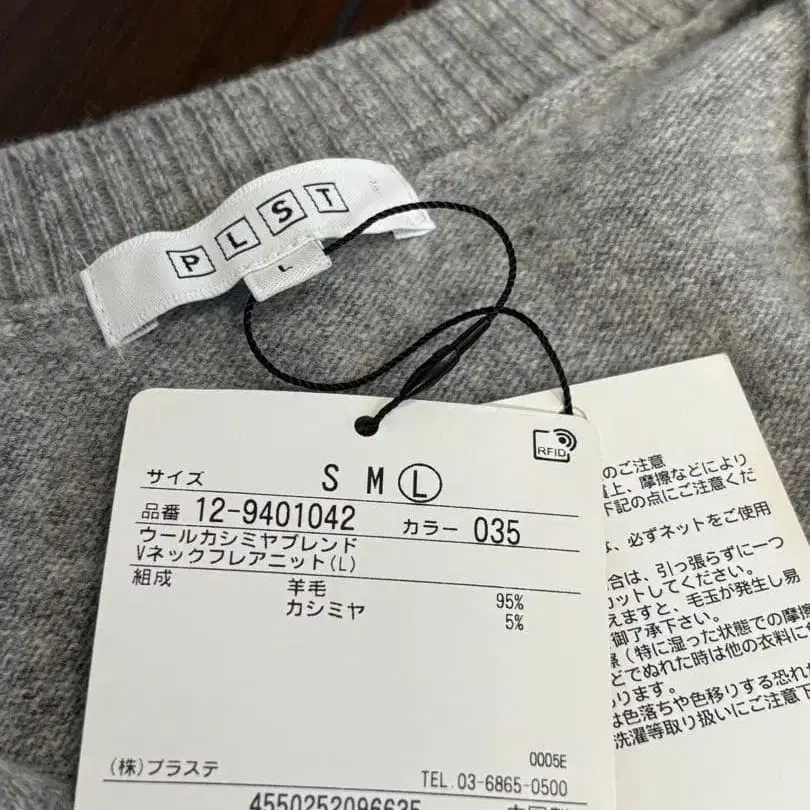 PLST
L
RFID
サイズ S M L
品番 12-9401042 カラー 035
ウールカシミヤブレンド
Vネックフレアニット(L)
組成 羊毛 95%
カシミヤ 5%
0005E
(株)プラステ TEL.03-6865-0500
4550252096635
のご注意
上、摩擦などにより
下記の点にご注意くだ
、必ずネットをご使用
合は、引っ張らずに一つ
カットしてください。
えますと、毛玉が発生し易
御了承下さい。
(特に湿った状態での摩擦
どでぬれた時は他の衣料に
ります。
は色落ちや色移りする恐れ
洗濯等取り扱いにご注意下